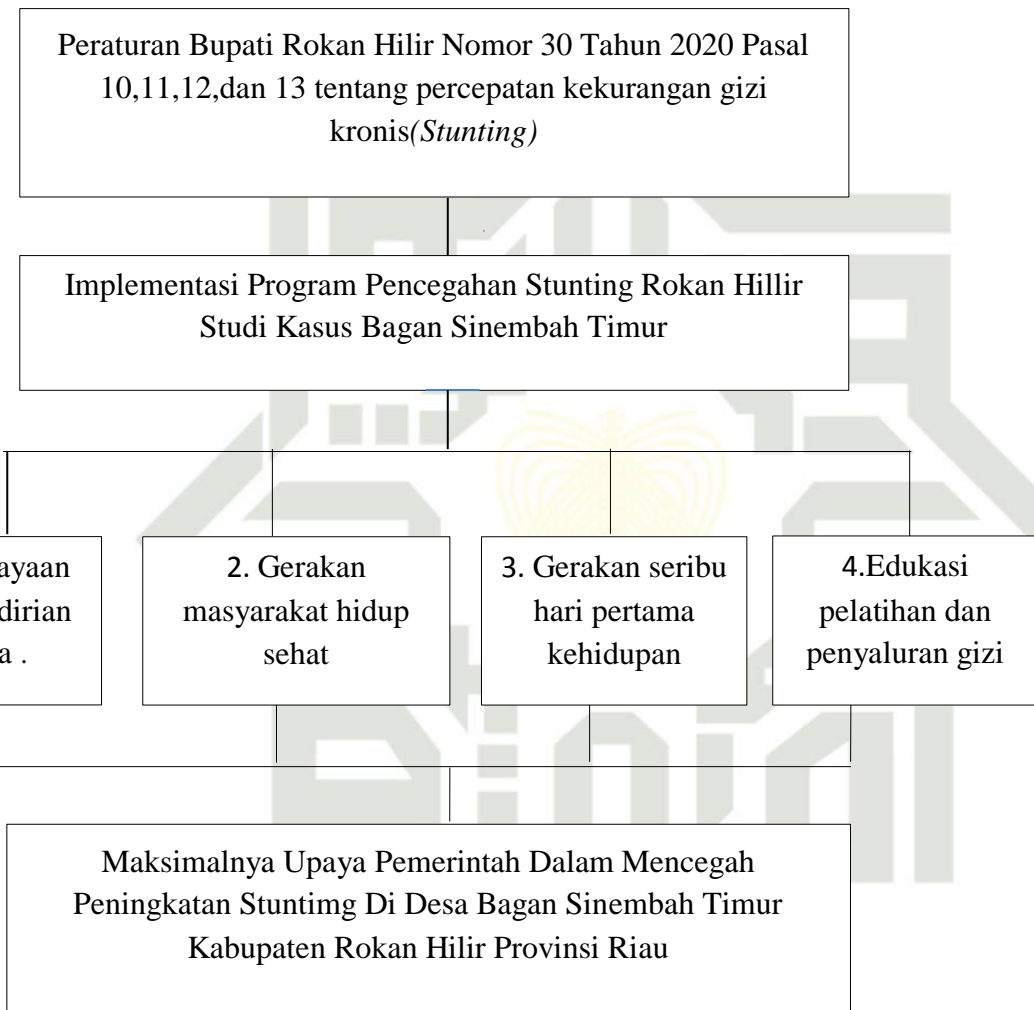 Peraturan Bupati Rokan Hilir Nomor 30 Tahun 2020 Pasal
10,11,12,dan 13 tentang percepatan kekurangan gizi
kronis(Stunting)
Implementasi Program Pencegahan Stunting Rokan Hillir
Studi Kasus Bagan Sinembah Timur
ayaan
dirian
a .
2. Gerakan
masyarakat hidup
sehat
3. Gerakan seribu
hari pertama
kehidupan
4.Edukasi
pelatihan dan
penyaluran gizi
Maksimalnya Upaya Pemerintah Dalam Mencegah
Peningkatan Stuntimg Di Desa Bagan Sinembah Timur
Kabupaten Rokan Hilir Provinsi Riau